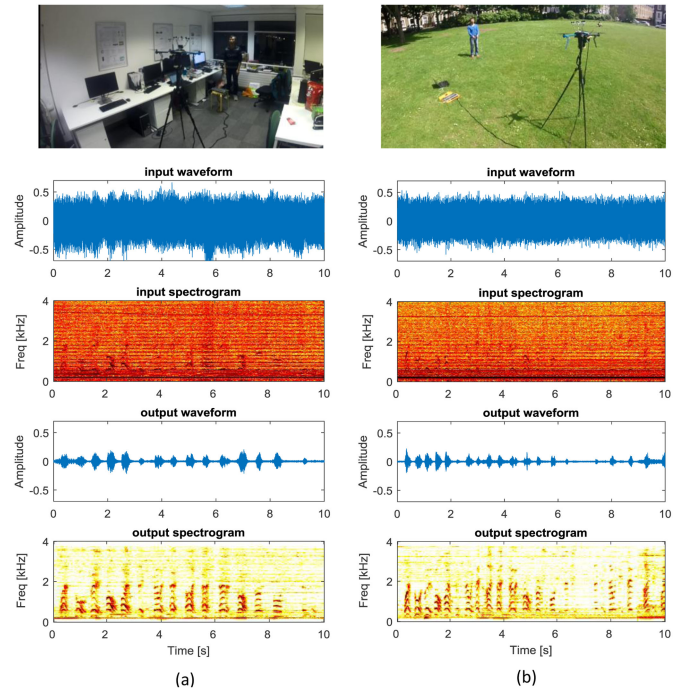 input waveform
Amplitude
0.5
0
-0.5
0 2 4 6 8 10
input spectrogram
Freq [kHz]
4
2
0
0 2 4 6 8 10
output waveform
Amplitude
0.5
0
-0.5
0 2 4 6 8 10
output spectrogram
Freq [kHz]
4
2
0
0 2 4 6 8 10
Time [s]
(a)
input waveform
Amplitude
0.5
0
-0.5
0 2 4 6 8 10
input spectrogram
Freq [kHz]
4
2
0
0 2 4 6 8 10
output waveform
Amplitude
0.5
0
-0.5
0 2 4 6 8 10
output spectrogram
Freq [kHz]
4
2
0
0 2 4 6 8 10
Time [s]
(b)